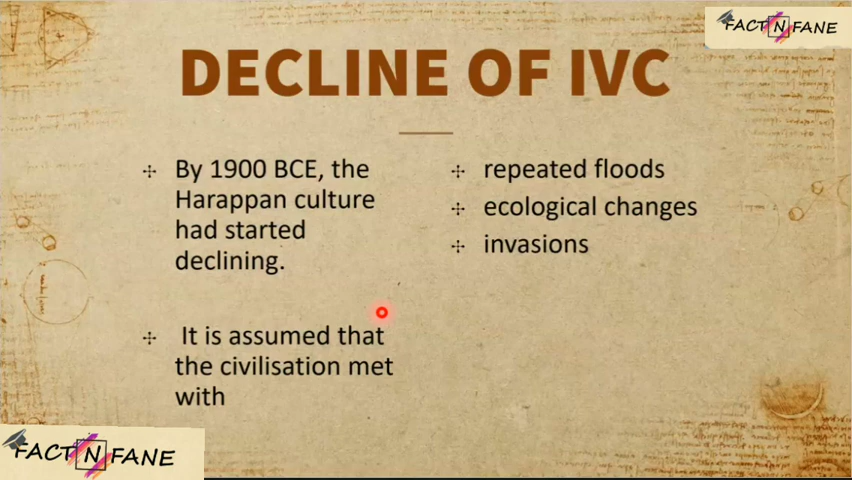 FACT N FANE
DECLINE OF IVC
By 1900 BCE, the
Harappan culture
had started
declining.
It is assumed that
the civilisation met
with
repeated floods
ecological changes
invasions
FACT N FANE